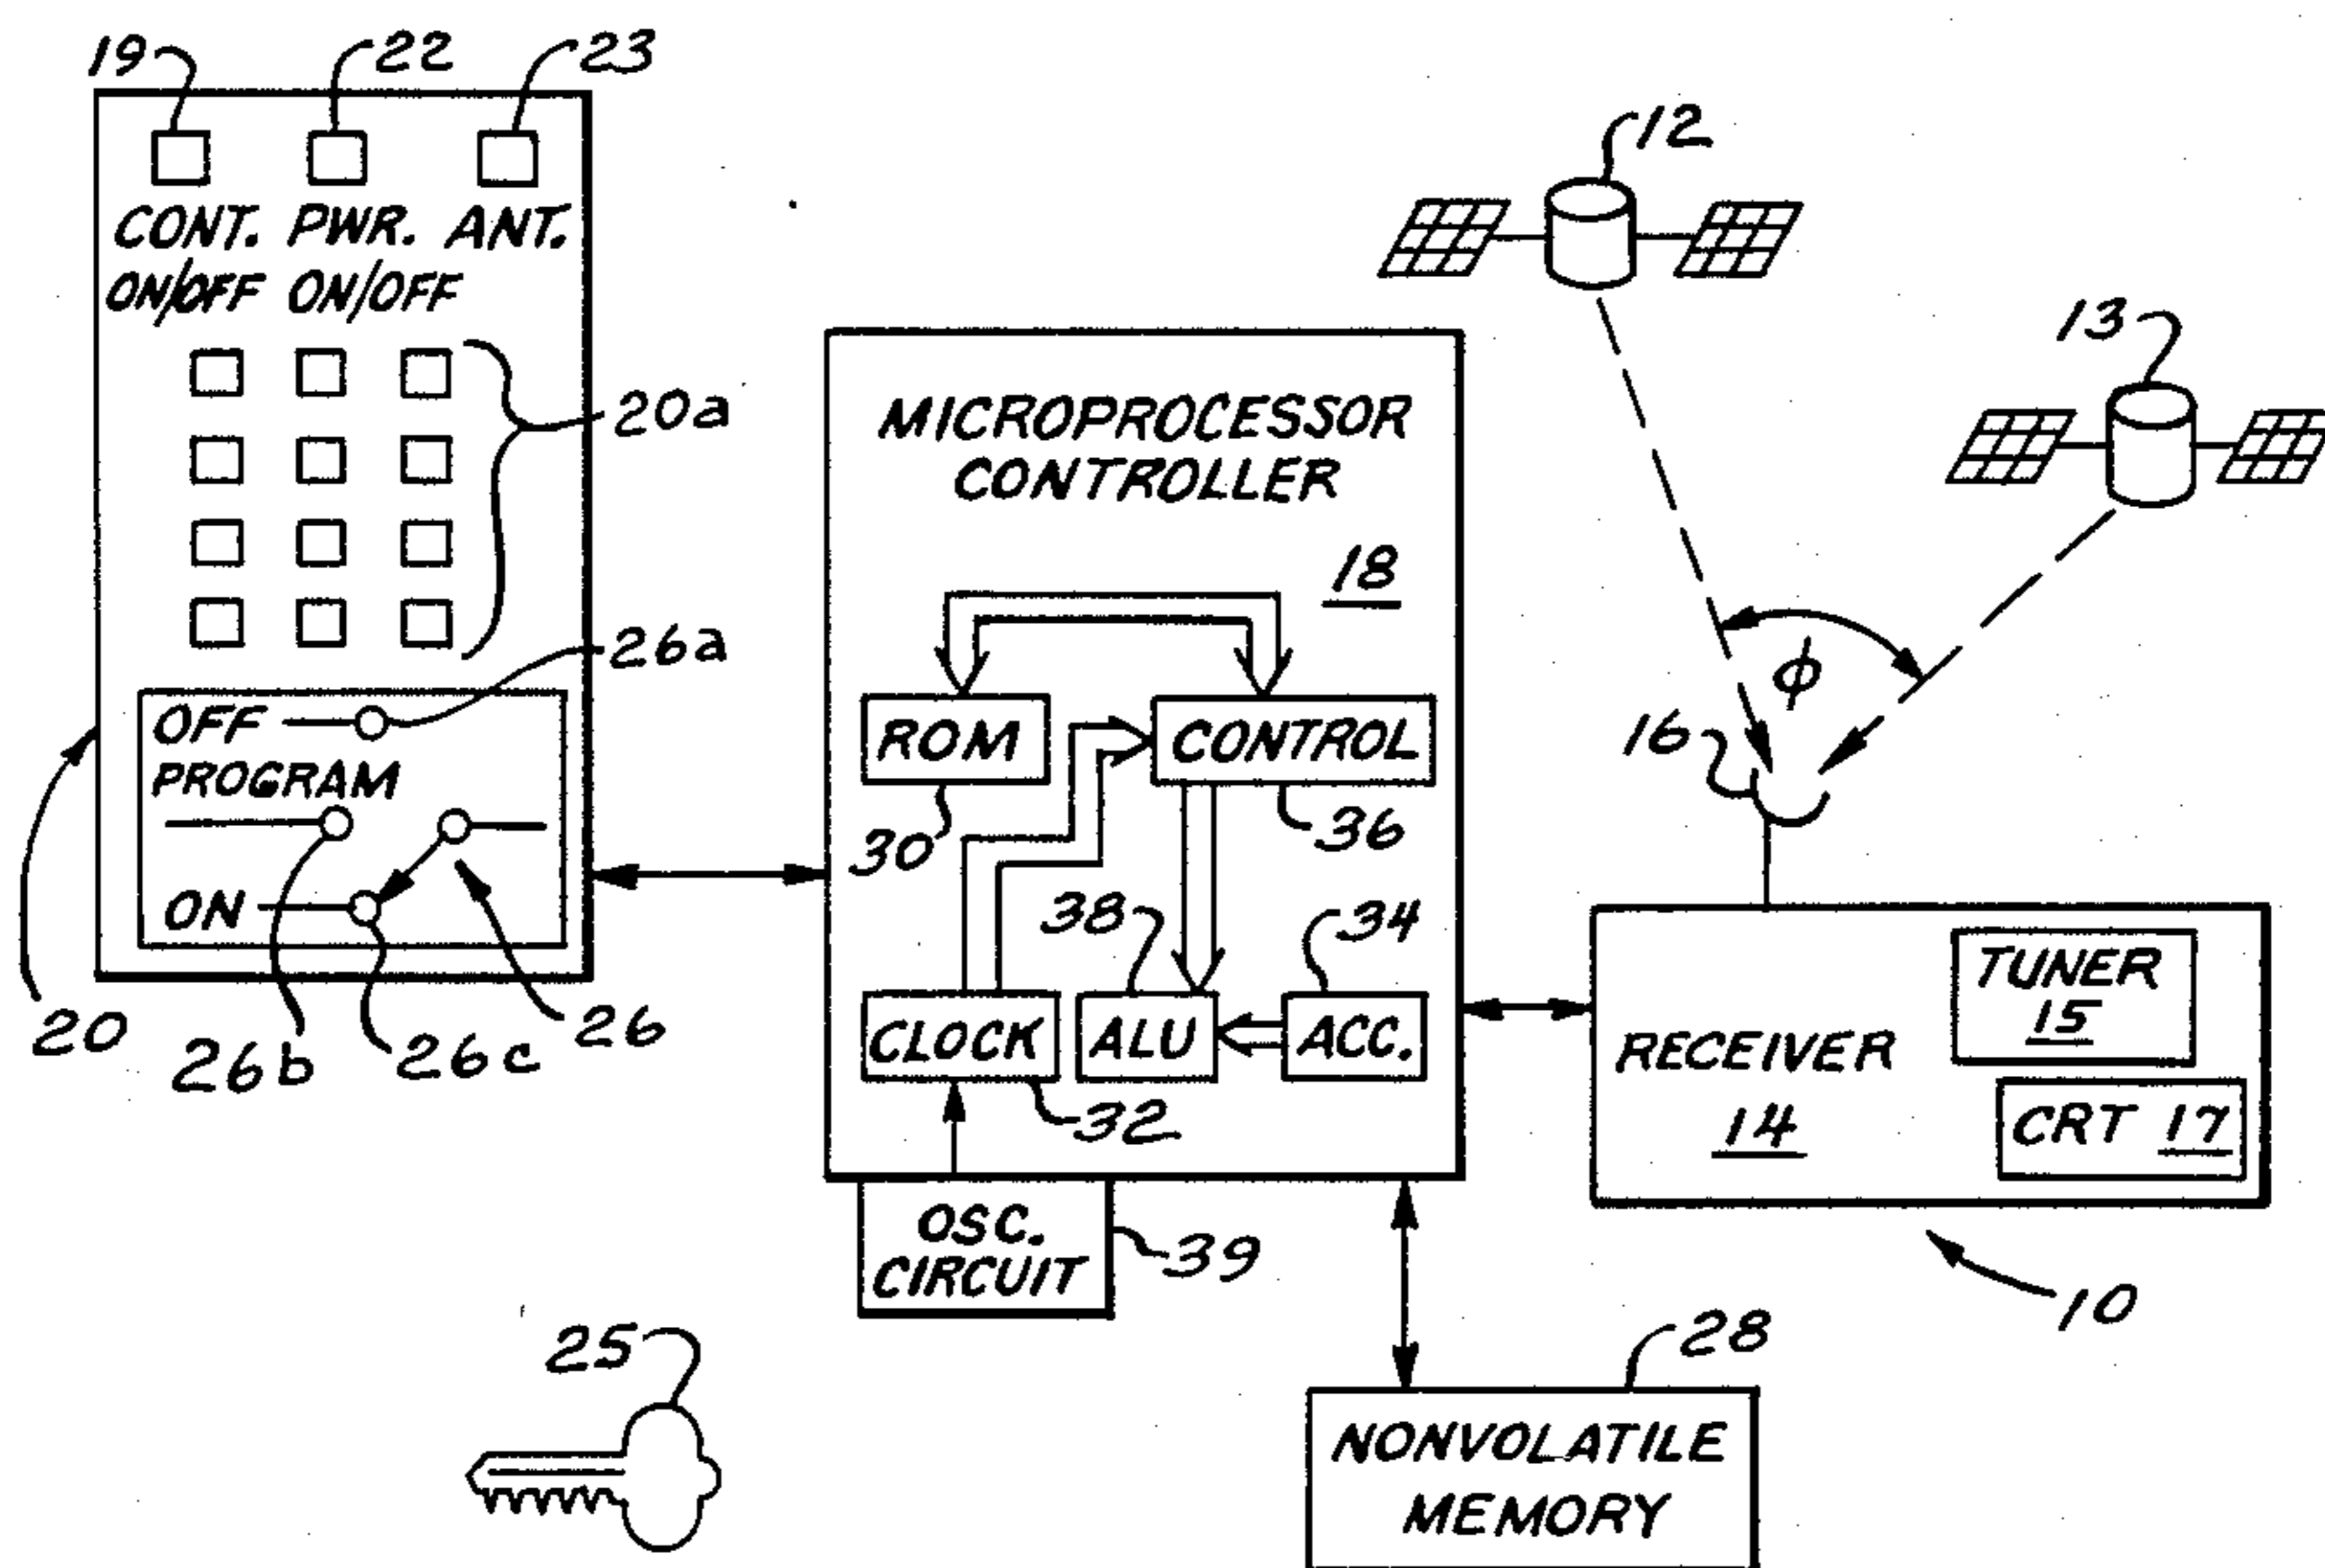 19
22
23
CONT. PWR. ANT.
ON/OFF ON/OFF
20a
26a
OFF
PROGRAM
ON
20
26b
26c
26
MICROPROCESSOR
CONTROLLER
18
ROM
CONTROL
30
36
38
34
CLOCK
ALU
ACC.
32
OSC.
CIRCUIT
39
12
13
ϕ
16
TUNER
15
RECEIVER
14
CRT 17
10
25
28
NONVOLATILE
MEMORY